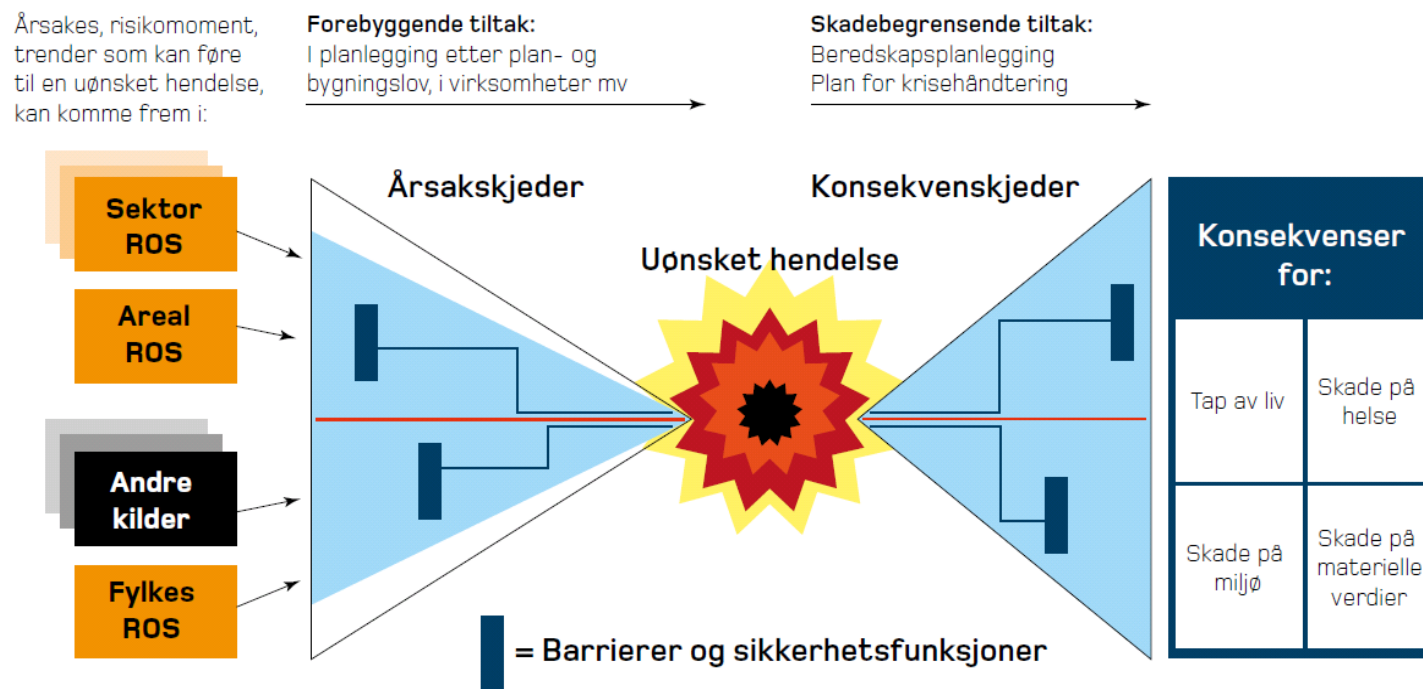 Årsakes, risikomoment,
trender som kan føre
til en uønsket hendelse,
kan komme frem i:
Forebyggende tiltak:
I planlegging etter plan- og
bygningslov, i virksomheter mv
Skadebegrensende tiltak:
Beredskapsplanlegging
Plan for krisehåndtering
Sektor
ROS
Areal
ROS
Andre
kilder
Fylkes
ROS
Årsakskjeder
Uønsket hendelse
Konsekvenskjeder
Konsekvenser
for:
Tap av liv
Skade på
helse
Skade på
miljø
Skade på
materielle
verdier
= Barrierer og sikkerhetsfunksjoner